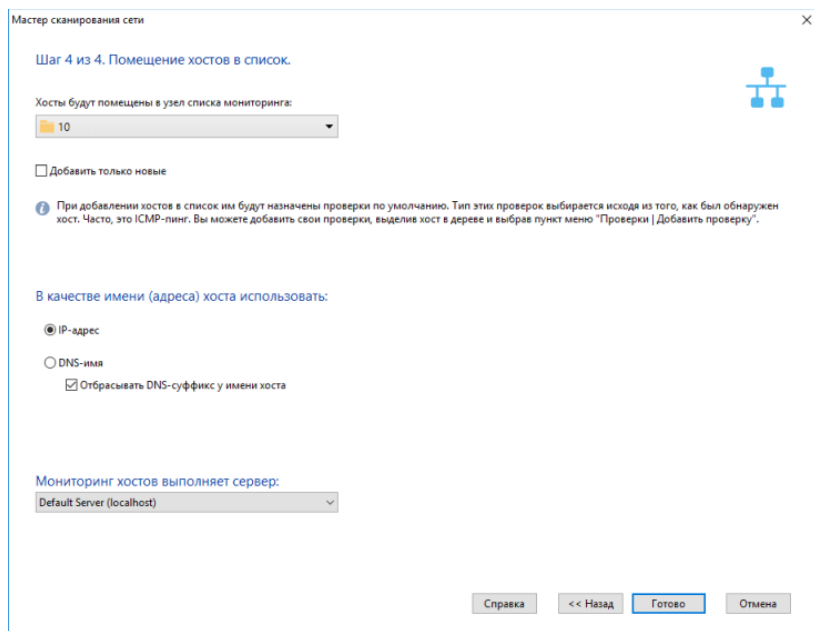 Мастер сканирования сети
Шаг 4 из 4. Помещение хостов в список.
Хосты будут помещены в узел списка мониторинга:
10
Добавить только новые
При добавлении хостов в список им будут назначены проверки по умолчанию. Тип этих проверок выбирается исходя из того, как был обнаружен
хост. Часто, это ICMP-пинг. Вы можете добавить свои проверки, выделив хост в дереве и выбрав пункт меню "Проверки | Добавить проверку".
В качестве имени (адреса) хоста использовать:
IP-адрес
DNS-имя
Отбрасывать DNS-суффикс у имени хоста
Мониторинг хостов выполняет сервер:
Default Server (localhost)
Справка << Назад Готово Отмена